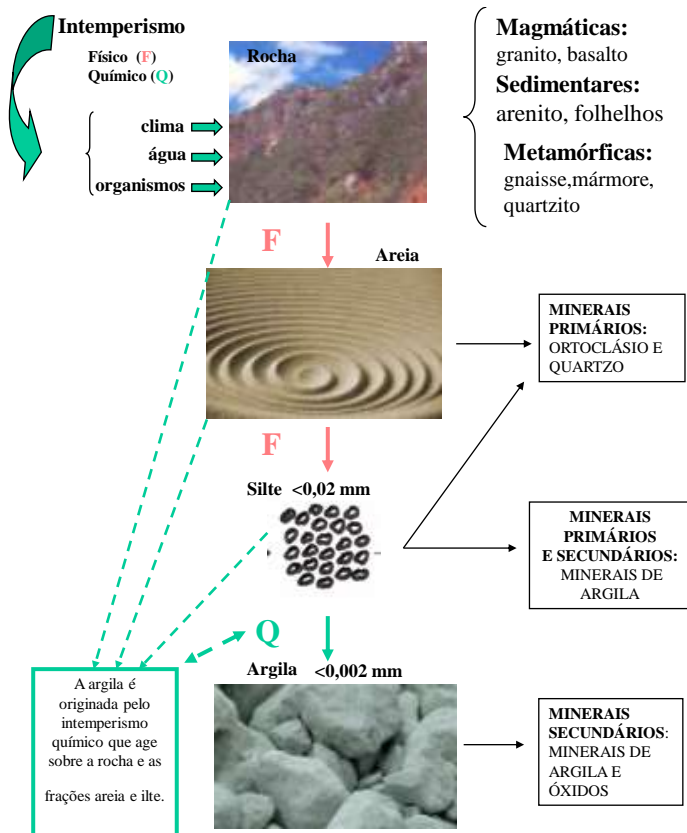 Intemperismo
Físico (F)
Químico (Q)
clima
água
organismos
Rocha
Magmáticas:
granito, basalto
Sedimentares:
arenito, folhelhos
Metamórficas:
gnaisse,mármore,
quartzito
F
Areia
MINERAIS
PRIMÁRIOS:
ORTOCLÁSIO E
QUARTZO
F
Silte <0,02 mm
MINERAIS
PRIMÁRIOS
E SECUNDÁRIOS:
MINERAIS DE
ARGILA
Q
Argila <0,002 mm
A argila é
originada pelo
intemperismo
químico que age
sobre a rocha e as
frações areia e ilte.
MINERAIS
SECUNDÁRIOS:
MINERAIS DE
ARGILA E
ÓXIDOS